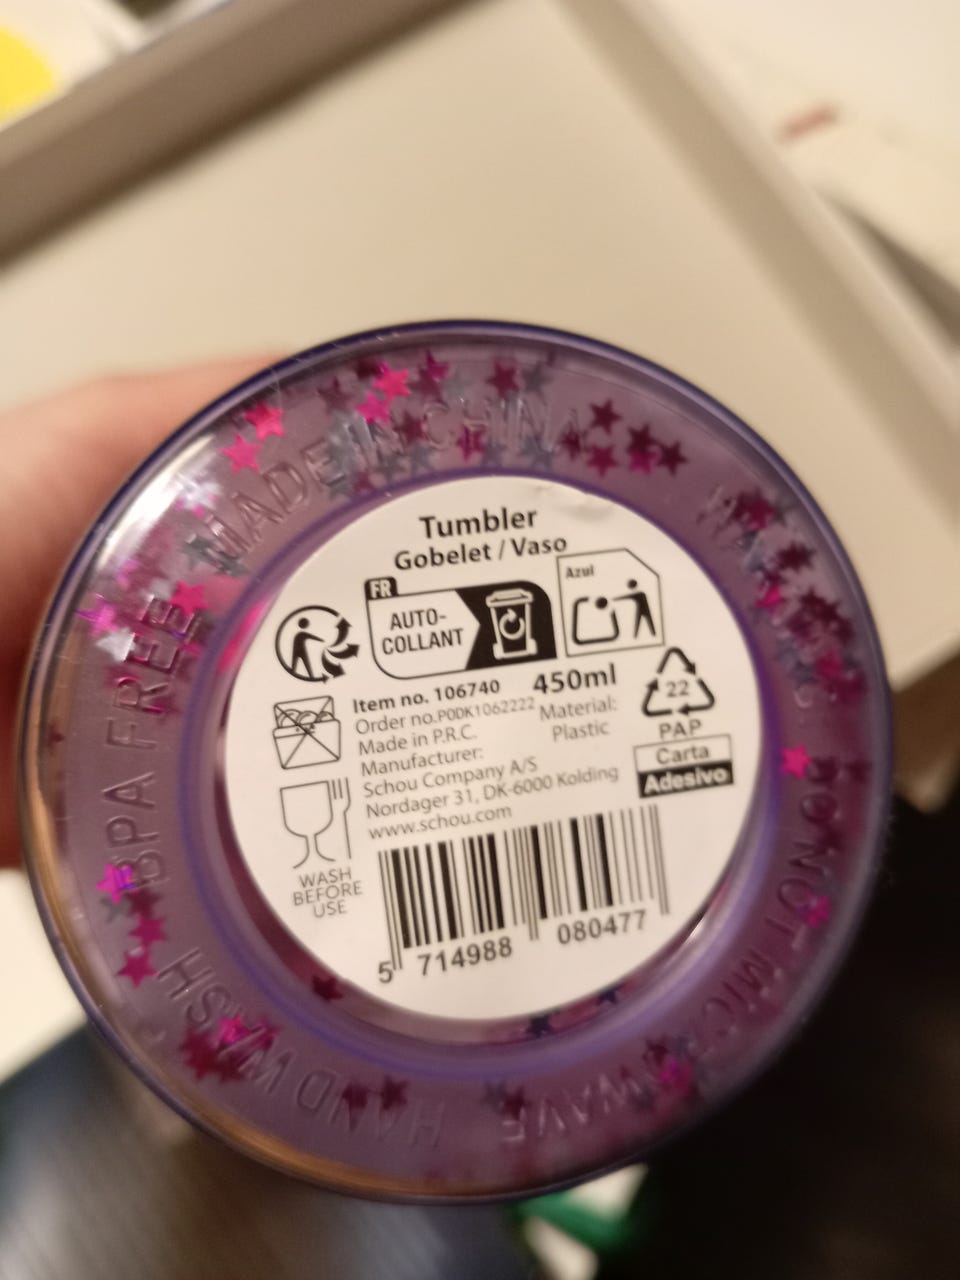 Tumbler
Gobelet / Vaso
FR
AUTO-
COLLANT
Azul
Item no. 106740
450ml
Order no.PODK1062222
Material:
Plastic
Made in P.R.C.
Manufacturer:
Schou Company A/S
Nordager 31, DK-6000 Kolding
www.schou.com
22
PAP
Carta
Adesivo
WASH
BEFORE
USE
5 714988 080477
MADE IN CHINA
DO NOT MICROWAVE
HAND WASH
BPA FREE